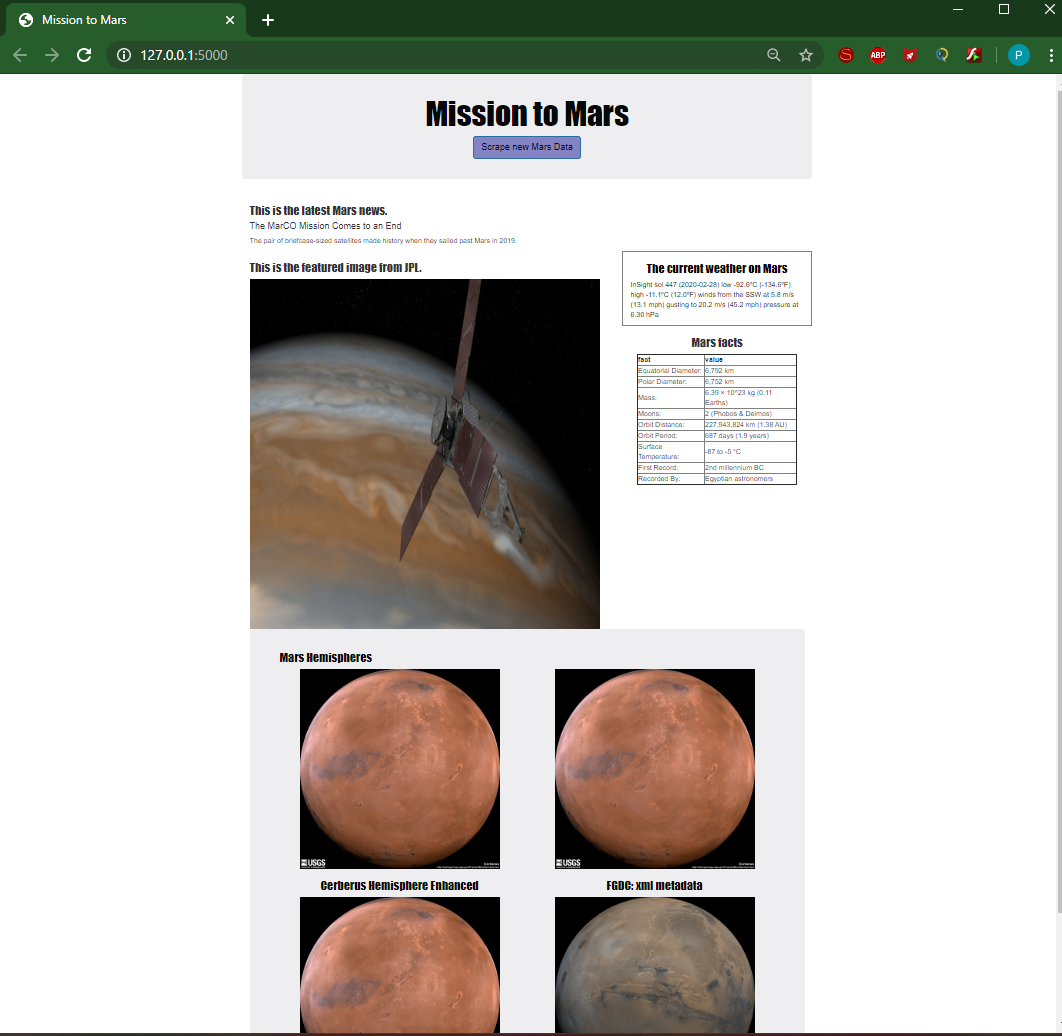 Mission to Mars
127.0.0.1:5000
ABP
P
Mission to Mars
Scrape new Mars Data
This is the latest Mars news.
The MarCO Mission Comes to an End
The pair of briefcase-sized satellites made history when they sailed past Mars in 2019.
This is the featured image from JPL.
The current weather on Mars
InSight sol 447 (2020-02-28) low -92.6ºC (-134.6ºF)
high -11.1ºC (12.0ºF) winds from the SSW at 5.8 m/s
(13.1 mph) gusting to 20.2 m/s (45.2 mph) pressure at
6.30 hPa
Mars facts
fact value
Equatorial Diameter: 6,792 km
Polar Diameter: 6,752 km
Mass: 6.39 × 10^23 kg (0.11
Earths)
Moons: 2 (Phobos & Deimos)
Orbit Distance: 227,943,824 km (1.38 AU)
Orbit Period: 687 days (1.9 years)
Surface
Temperature: -87 to -5 °C
First Record: 2nd millennium BC
Recorded By: Egyptian astronomers
Mars Hemispheres
USGS
USGS
Cerberus Hemisphere Enhanced
FGDC: xml metadata